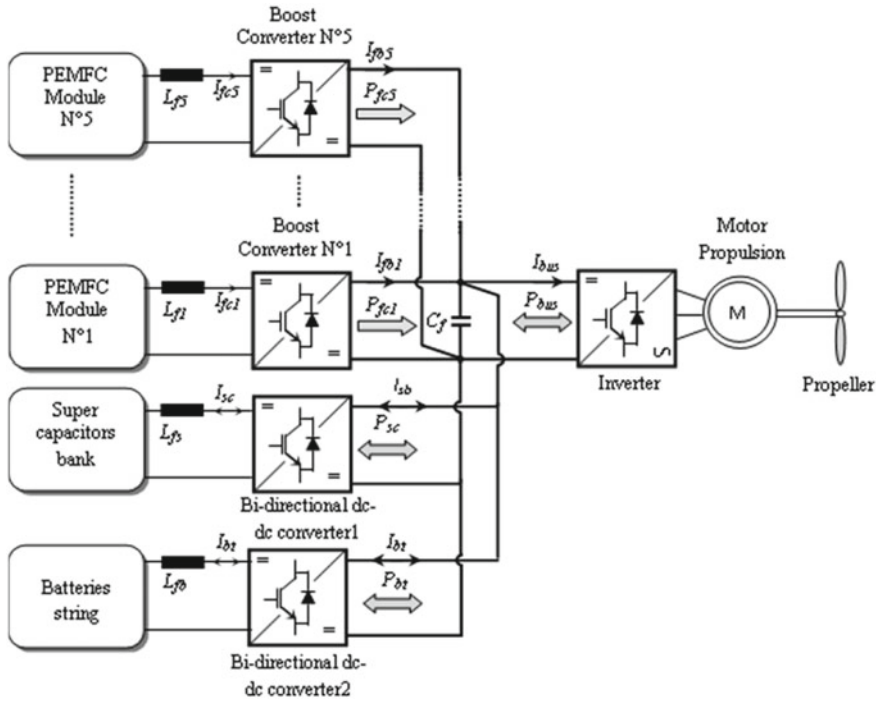 Boost
Converter N°5
PEMFC
Module
N°5
Lf5
Ifc5
=
=
Ifb5
Pfc5
Boost
Converter N°1
PEMFC
Module
N°1
Lf1
Ifc1
=
=
Ifb1
Pfc1
Cf
Ibus
Pbus
=
Inverter
Motor
Propulsion
M
Propeller
Super
capacitors
bank
Lfs
Isc
=
=
Isb
Psc
Bi-directional dc-
dc converter1
Batteries
string
Lfb
Ibt
=
=
Ibt
Pbt
Bi-directional dc-
dc converter2